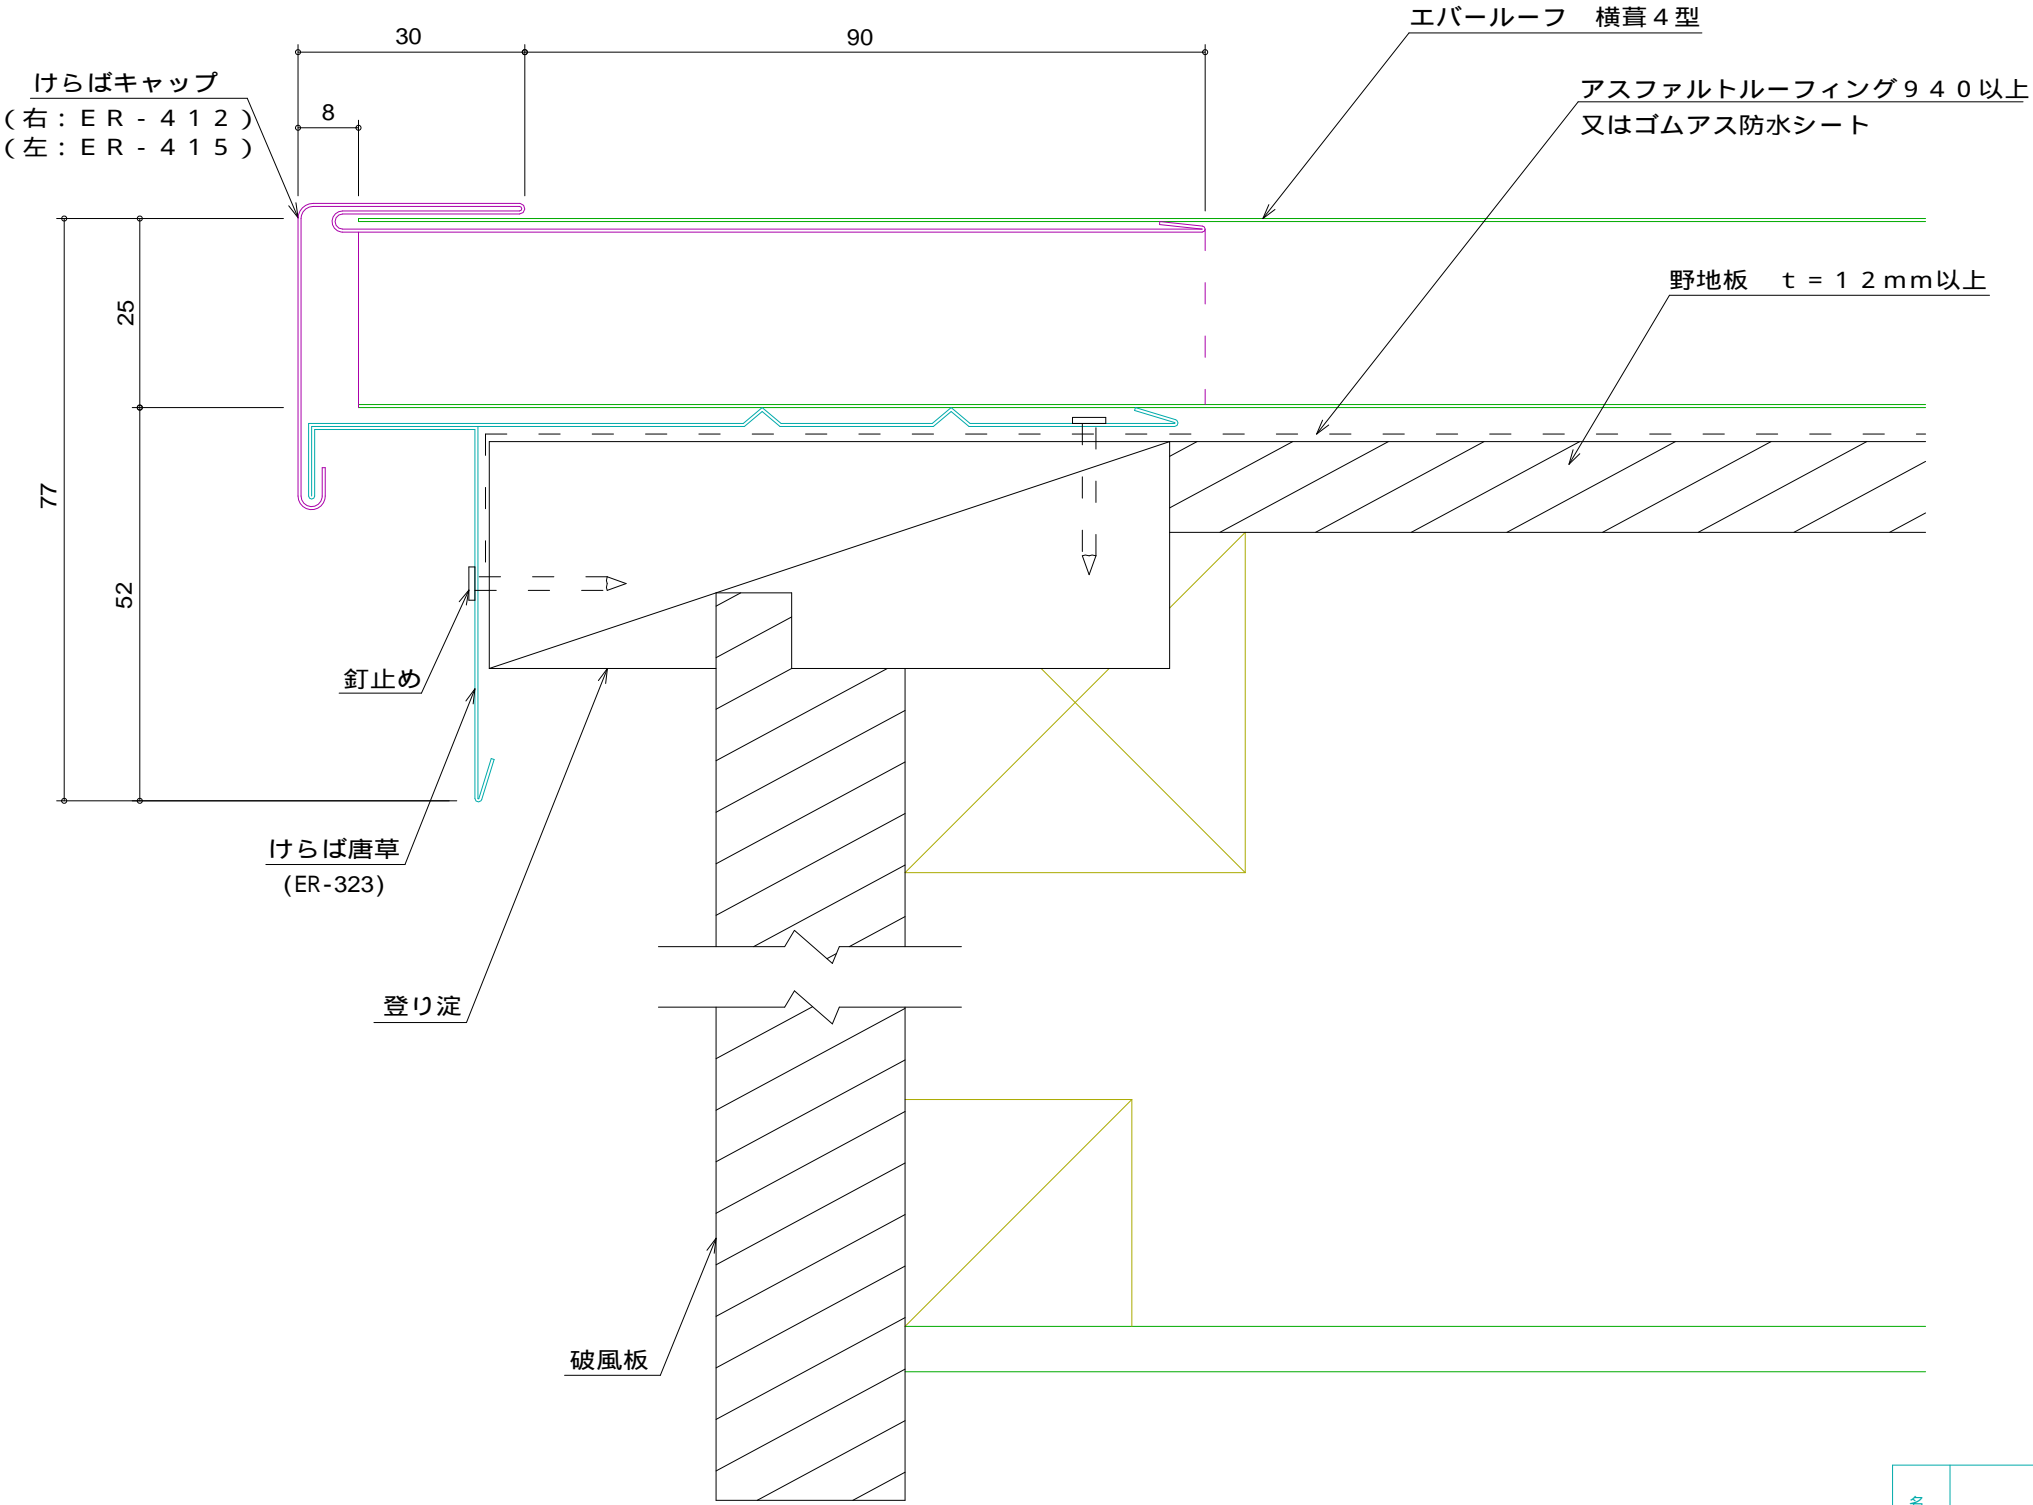 30
90
エバールーフ　横葺４型
けらばキャップ
（右：ＥＲ－４１２）
（左：ＥＲ－４１５）
8
アスファルトルーフィング９４０以上
又はゴムアス防水シート
野地板　ｔ＝１２mm以上
25
77
52
釘止め
けらば唐草
(ER-323)
登り淀
破風板
名